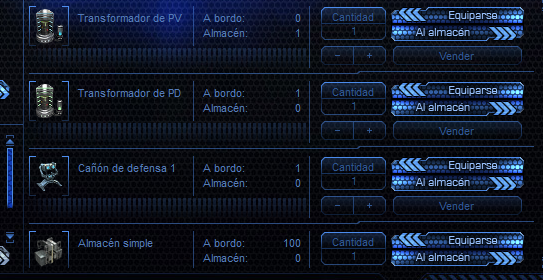 Transformador de PV A bordo: 0 Cantidad Equiparse
Almacén: 1 1 Al almacén
− + Vender
Transformador de PD A bordo: 1 Cantidad Equiparse
Almacén: 0 1 Al almacén
− + Vender
Cañón de defensa 1 A bordo: 1 Cantidad Equiparse
Almacén: 0 1 Al almacén
− + Vender
Almacén simple A bordo: 100 Cantidad Equiparse
Almacén: 0 1 Al almacén